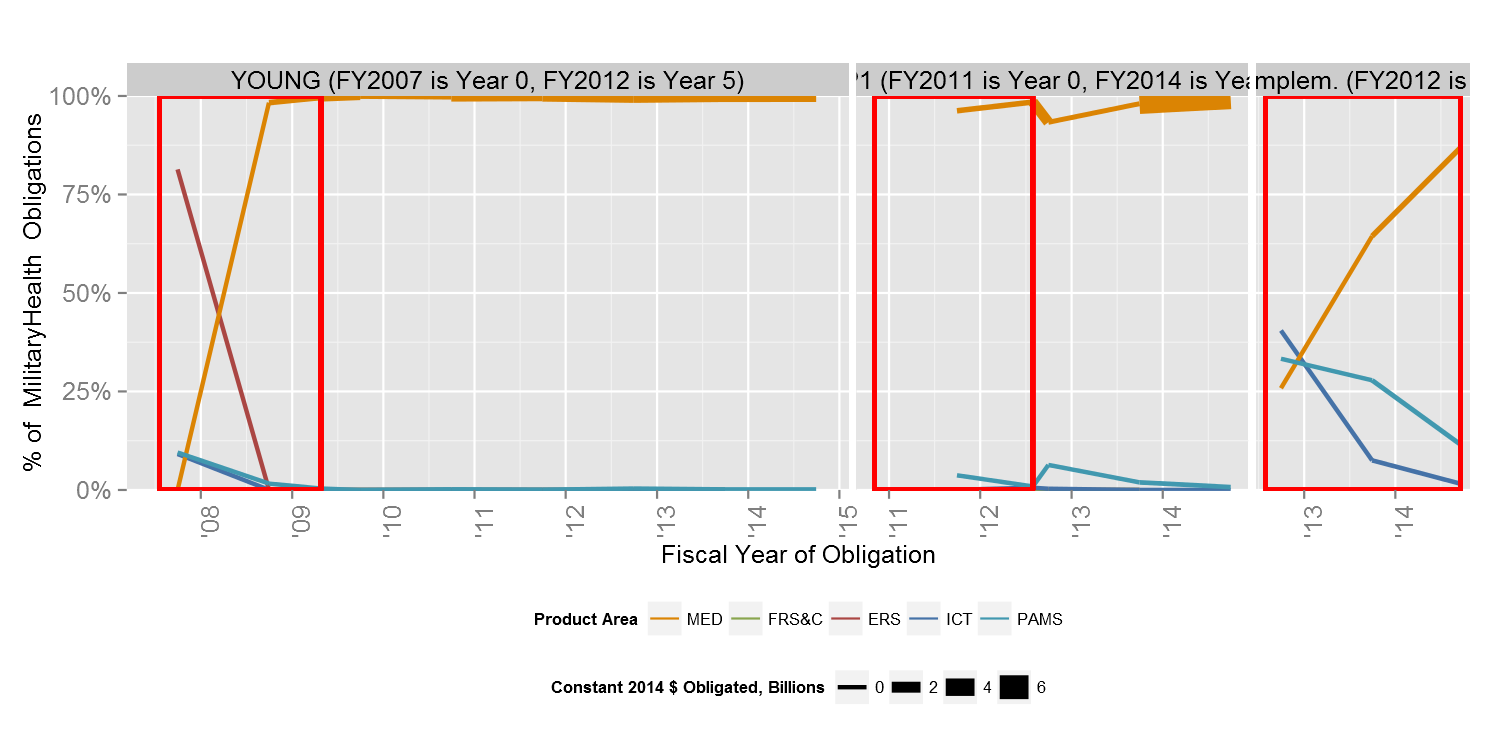 YOUNG (FY2007 is Year 0, FY2012 is Year 5)
1 (FY2011 is Year 0, FY2014 is Yea
mplem. (FY2012 is
% of MilitaryHealth Obligations
100%
75%
50%
25%
0%
'08 '09 '10 '11 '12 '13 '14 '15
'11 '12 '13 '14
'13 '14
Fiscal Year of Obligation
Product Area MED FRS&C ERS ICT PAMS
Constant 2014 $ Obligated, Billions 0 2 4 6